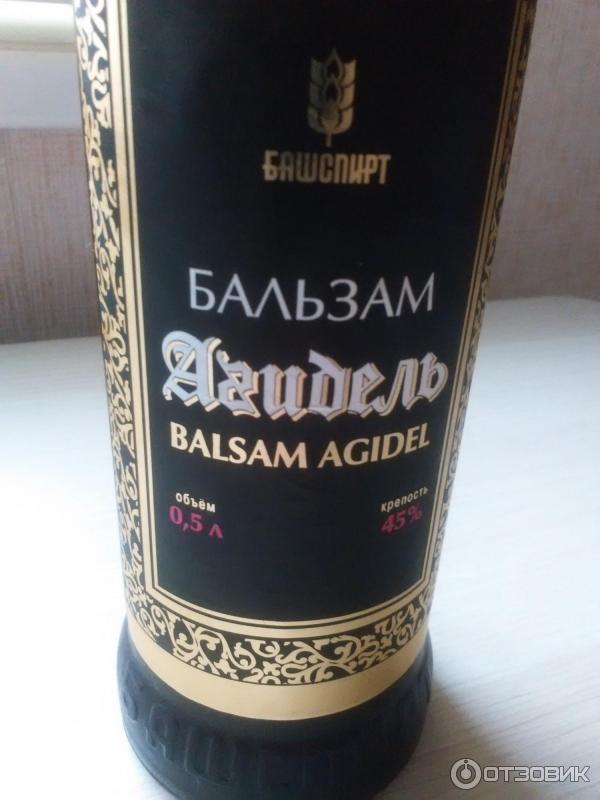 БАШСПИРТ
БАЛЬЗАМ
Агидель
BALSAM AGIDEL
объём
0,5 л
крепость
45%
ОТЗОВИК